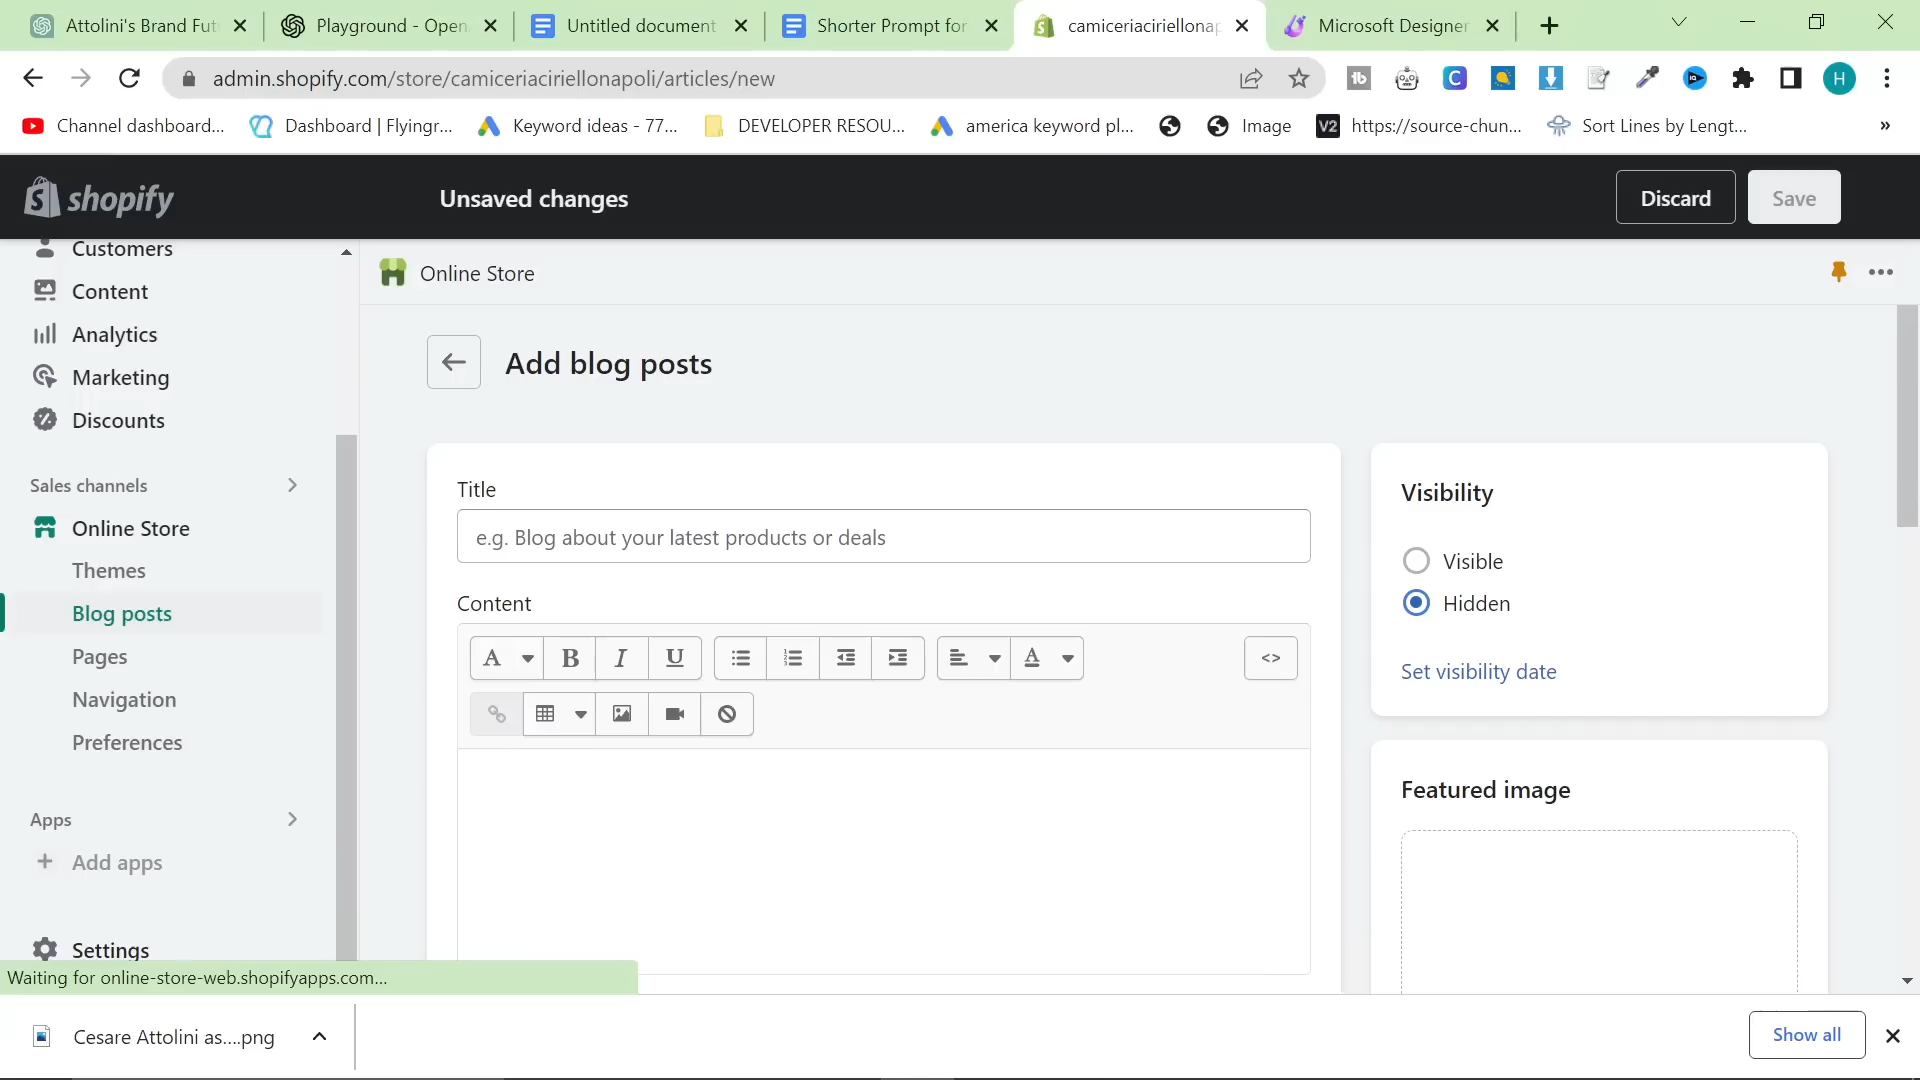 Attolini's Brand Fut
Playground - Open
Untitled document
Shorter Prompt for
camiceriaciriellonap
Microsoft Designer
admin.shopify.com/store/camiceriaciriellonapoli/articles/new
H
Channel dashboard...
Dashboard | Flyingr...
Keyword ideas - 77...
DEVELOPER RESOU...
america keyword pl...
Image
V2
https://source-chun...
Sort Lines by Lengt...
»
shopify
Unsaved changes
Discard
Save
Customers
Content
Analytics
Marketing
Discounts
Sales channels
Online Store
Themes
Blog posts
Pages
Navigation
Preferences
Apps
Add apps
Settings
Online Store
Add blog posts
Title
e.g. Blog about your latest products or deals
Content
A B I U A <>
Visibility
Visible
Hidden
Set visibility date
Featured image
Waiting for online-store-web.shopifyapps.com...
Cesare Attolini as....png
Show all